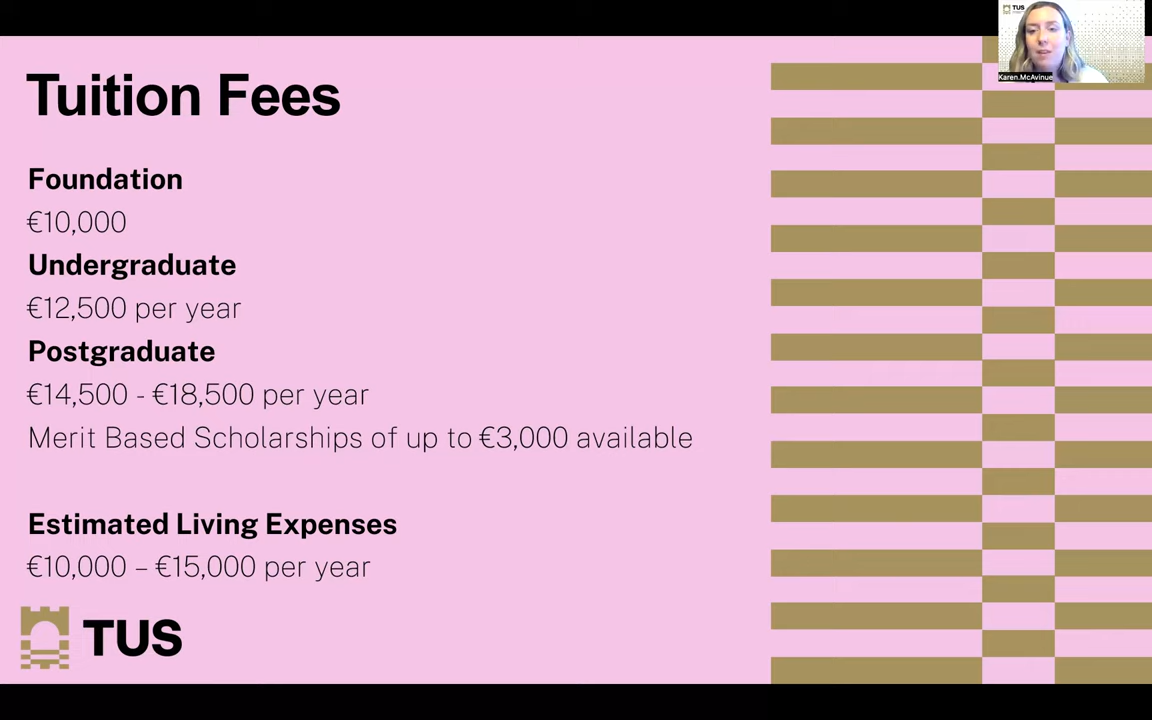 Tuition Fees
Foundation
€10,000
Undergraduate
€12,500 per year
Postgraduate
€14,500 - €18,500 per year
Merit Based Scholarships of up to €3,000 available
Estimated Living Expenses
€10,000 – €15,000 per year
TUS
TUS
Karen.McAvinue